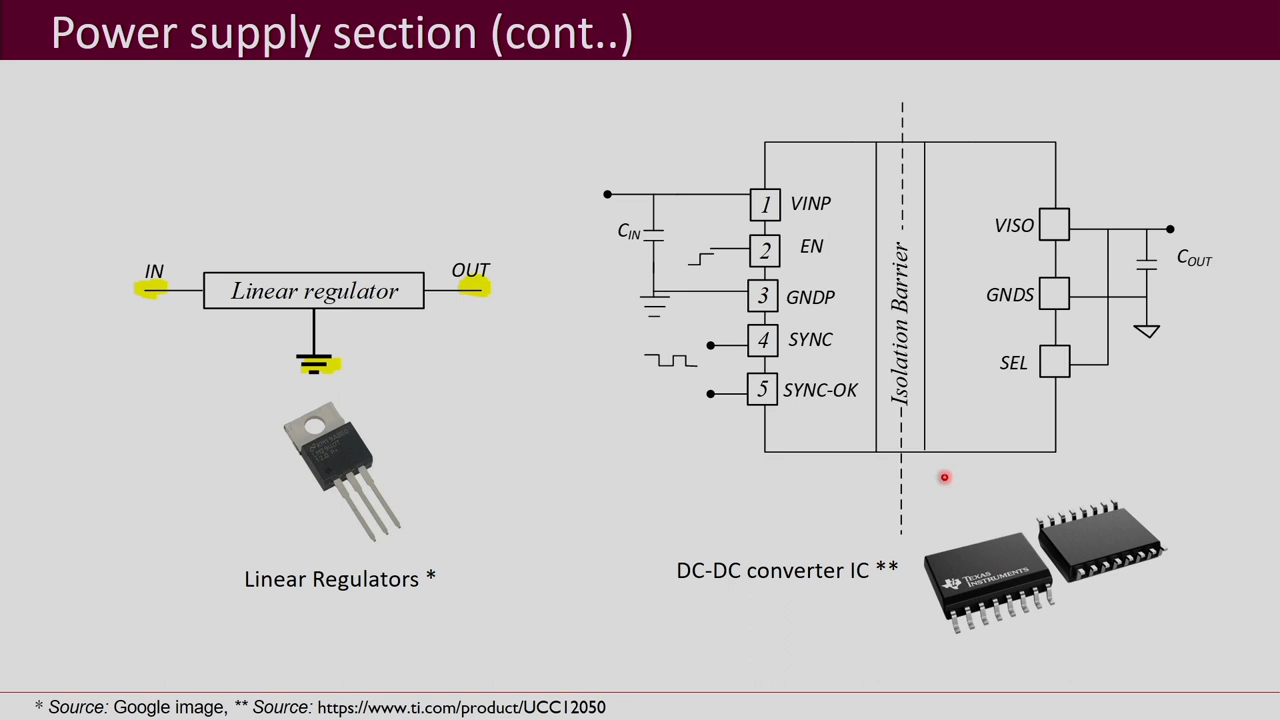 Power supply section (cont..)
IN
OUT
Linear regulator
Linear Regulators *
1 VINP
2 EN
3 GNDP
4 SYNC
5 SYNC-OK
CIN
Isolation Barrier
VISO
GNDS
SEL
COUT
DC-DC converter IC **
TEXAS
INSTRUMENTS
* Source: Google image, ** Source: https://www.ti.com/product/UCC12050